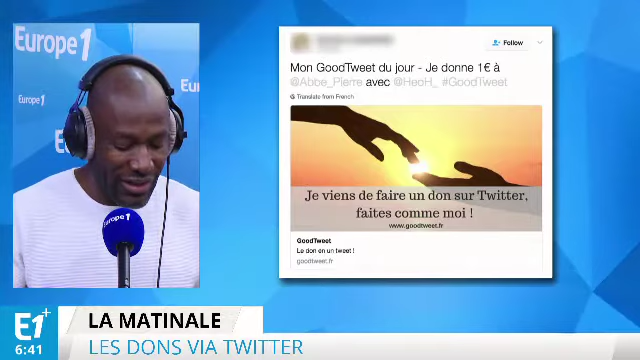 Europe 1
Europe 1
Europe 1
Follow
Mon GoodTweet du jour - Je donne 1€ à
@Abbe_Pierre avec @HeoH_ #GoodTweet
Translate from French
Je viens de faire un don sur Twitter,
faites comme moi !
www.goodtweet.fr
GoodTweet
Le don en un tweet !
goodtweet.fr
Europe 1
E1+
6:41
LA MATINALE
LES DONS VIA TWITTER